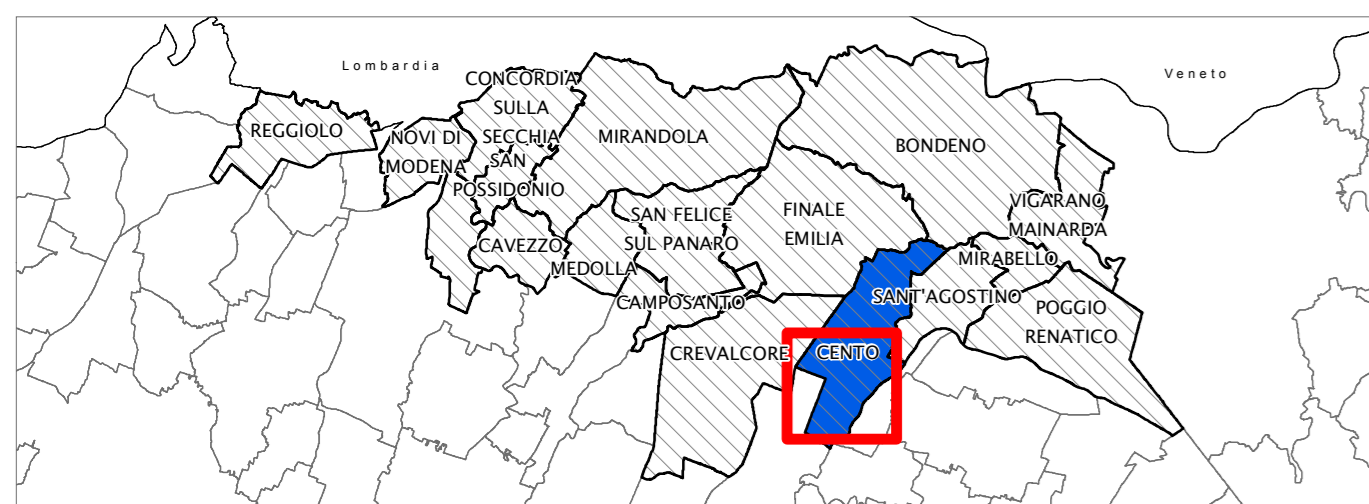 Lombardia
Veneto
CONCORDIA
SULLA
SECCHIA
REGGIOLO
NOVI DI
MODENA
MIRANDOLA
BONDENO
SAN
POSSIDONIO
SAN FELICE
SUL PANARO
FINALE
EMILIA
VIGARANO
MAINARDA
CAVEZZO
MEDOLLA
MIRABELLO
CAMPOSANTO
SANT'AGOSTINO
POGGIO
RENATICO
CREVALCORE
CENTO